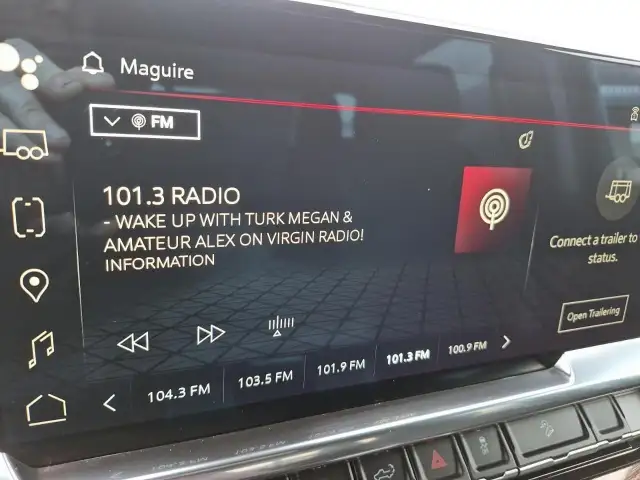 Maguire
FM
101.3 RADIO
- WAKE UP WITH TURK MEGAN &
AMATEUR ALEX ON VIRGIN RADIO!
INFORMATION
Connect a trailer to
status.
Open Trailering
104.3 FM
103.5 FM
101.9 FM
101.3 FM
100.9 FM